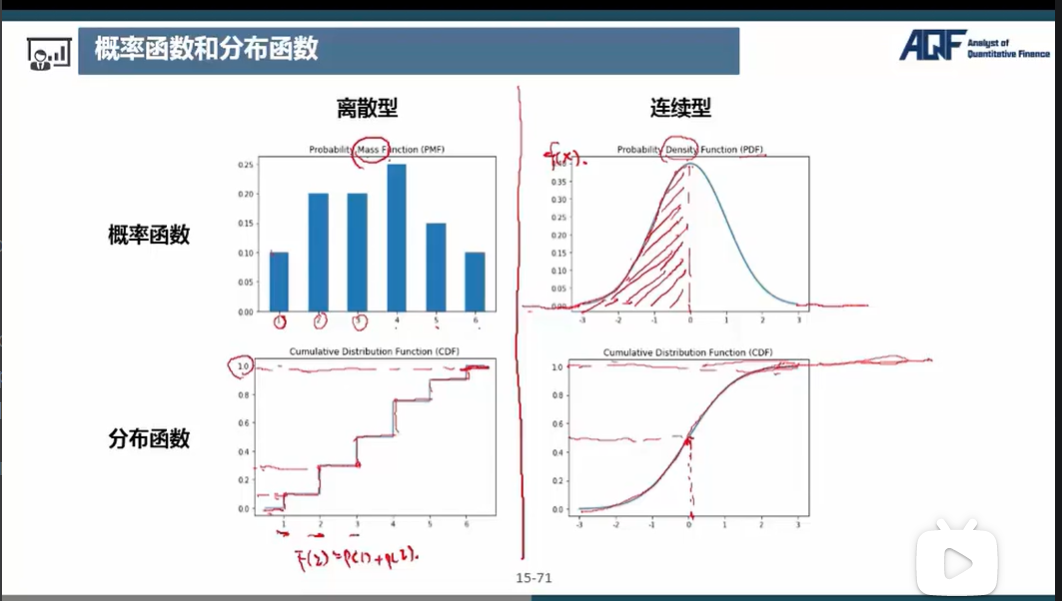 概率函数和分布函数
AQF Analyst of
Quantitative Finance
离散型
连续型
Probability Mass Function (PMF)
f(x).
Probability Density Function (PDF)
概率函数
0.25
0.20
0.15
0.10
0.05
0.00
1 2 3 4 5 6
0.40
0.35
0.30
0.25
0.20
0.15
0.10
0.05
0.00
-3 -2 -1 0 1 2 3
Cumulative Distribution Function (CDF)
Cumulative Distribution Function (CDF)
分布函数
1.0
0.8
0.6
0.4
0.2
0.0
1 2 3 4 5 6
1.0
0.8
0.6
0.4
0.2
0.0
-3 -2 -1 0 1 2 3
F(2)=P(1)+P(2).
15-71